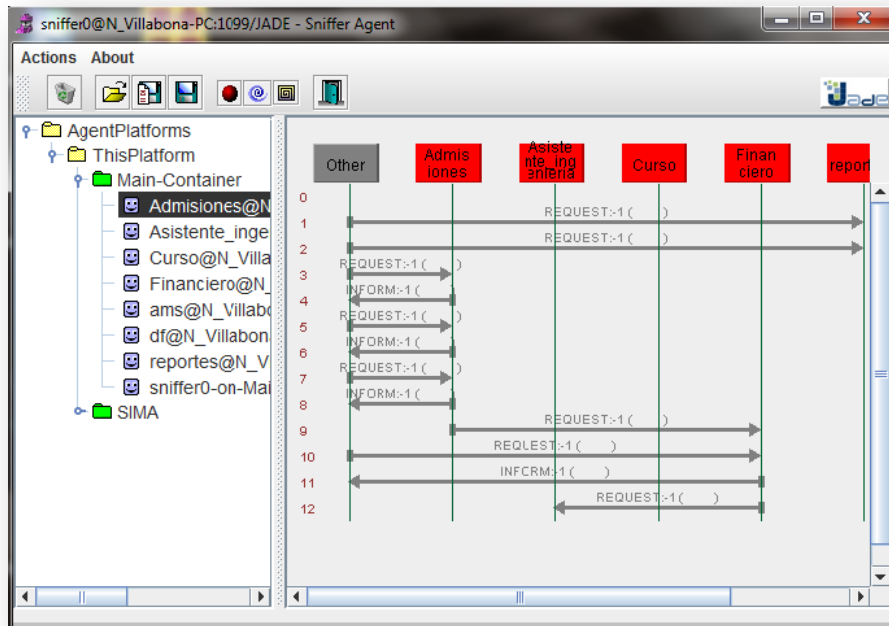 sniffer0@N_Villabona-PC:1099/JADE - Sniffer Agent
Actions About
Jade
AgentPlatforms
ThisPlatform
Main-Container
Admisiones@N
Asistente_inge
Curso@N_Villa
Financiero@N_
ams@N_Villabo
df@N_Villabon
reportes@N_V
sniffer0-on-Mai
SIMA
Other
Admis
iones
Asiste
nte_ing
enieria
Curso
Finan
ciero
report
0
REQUEST:-1 ( )
1
REQUEST:-1 ( )
2
REQUEST:-1 ( )
3
INFORM:-1 ( )
4
REQUEST:-1 ( )
5
INFORM:-1 ( )
6
REQUEST:-1 ( )
7
INFORM:-1 ( )
8
REQUEST:-1 ( )
9
REQLEST:-1 ( )
10
INFCRM:-1 ( )
11
REQUEST:-1 ( )
12